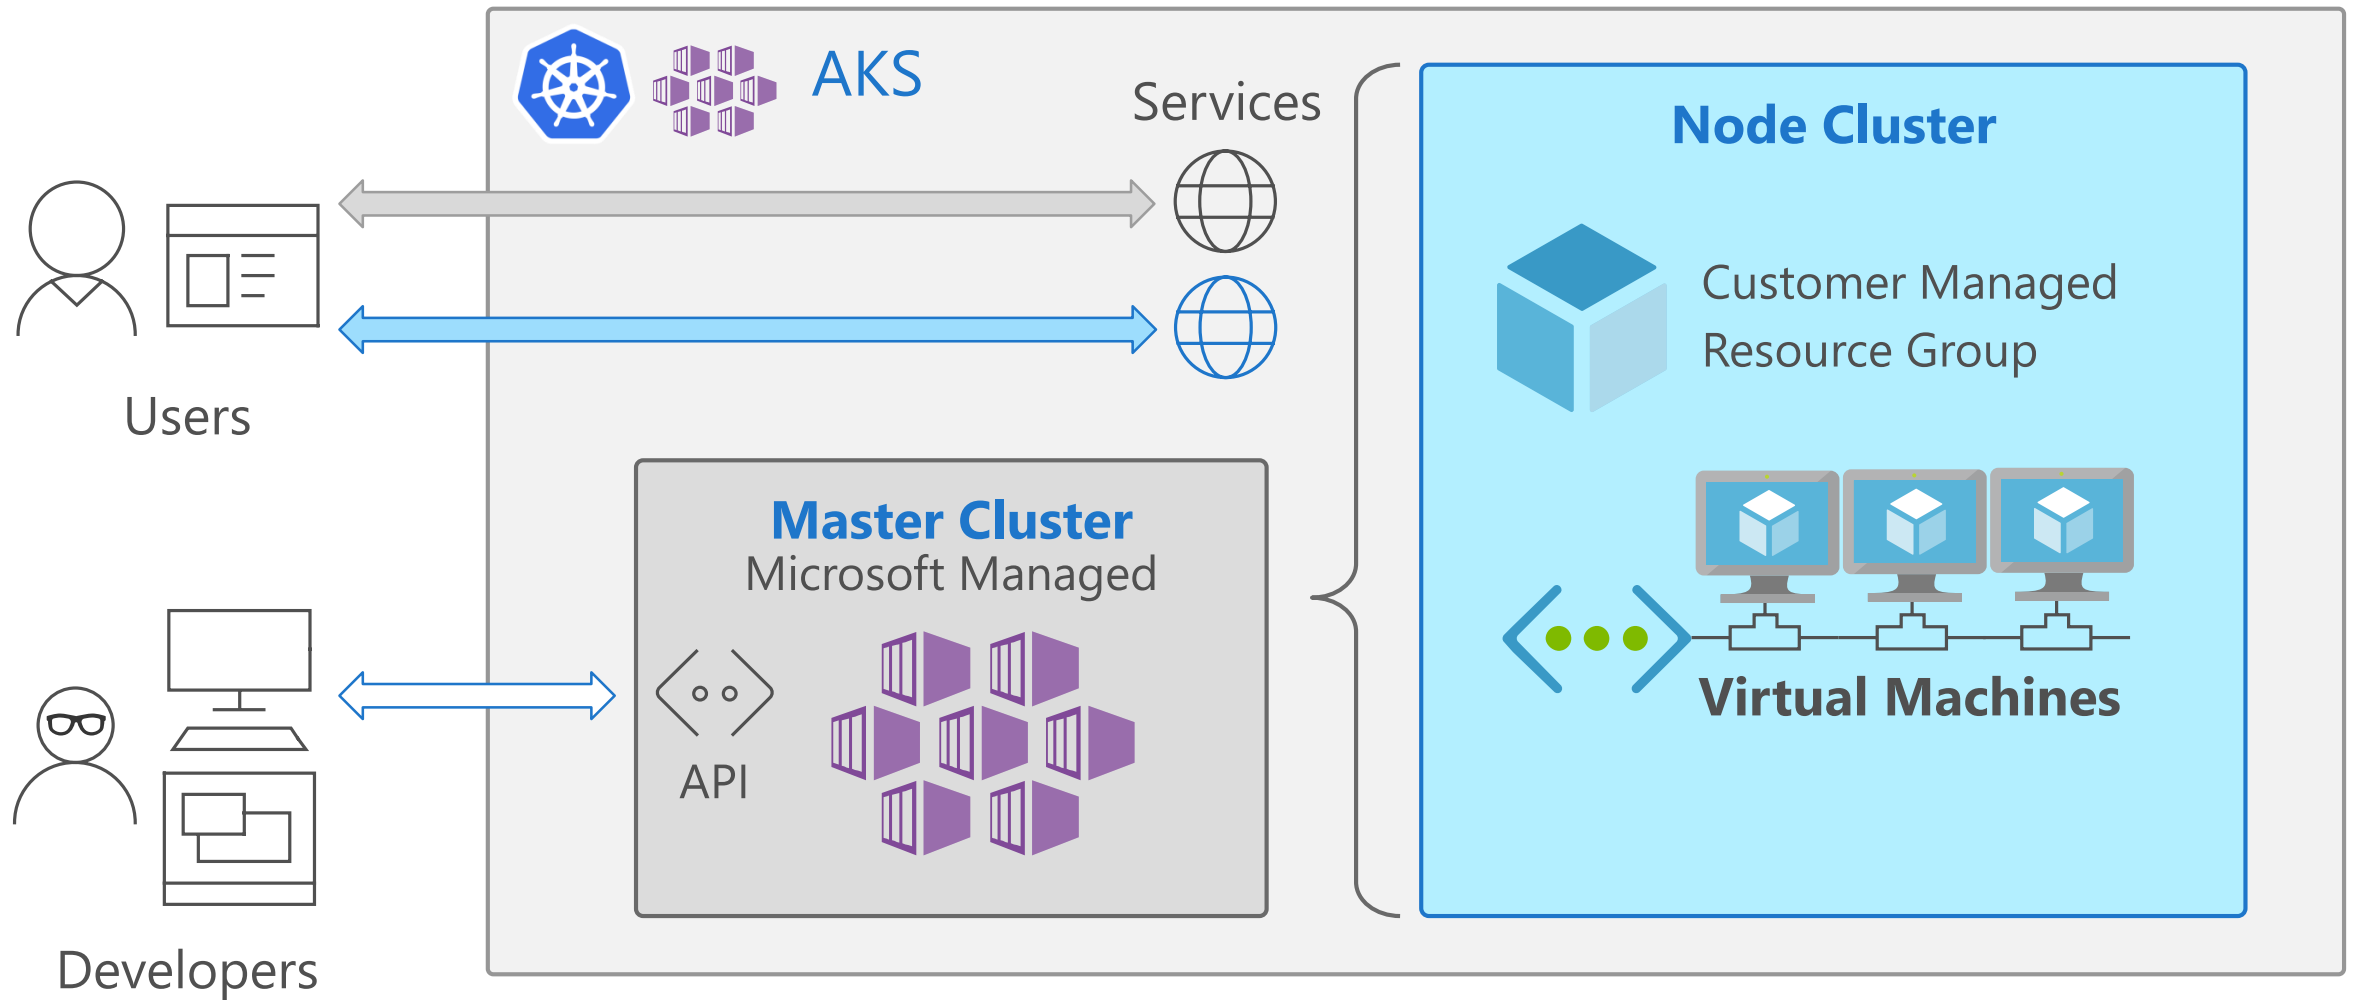 AKS
Services
Node Cluster
Customer Managed
Resource Group
Users
Master Cluster
Microsoft Managed
API
Virtual Machines
Developers